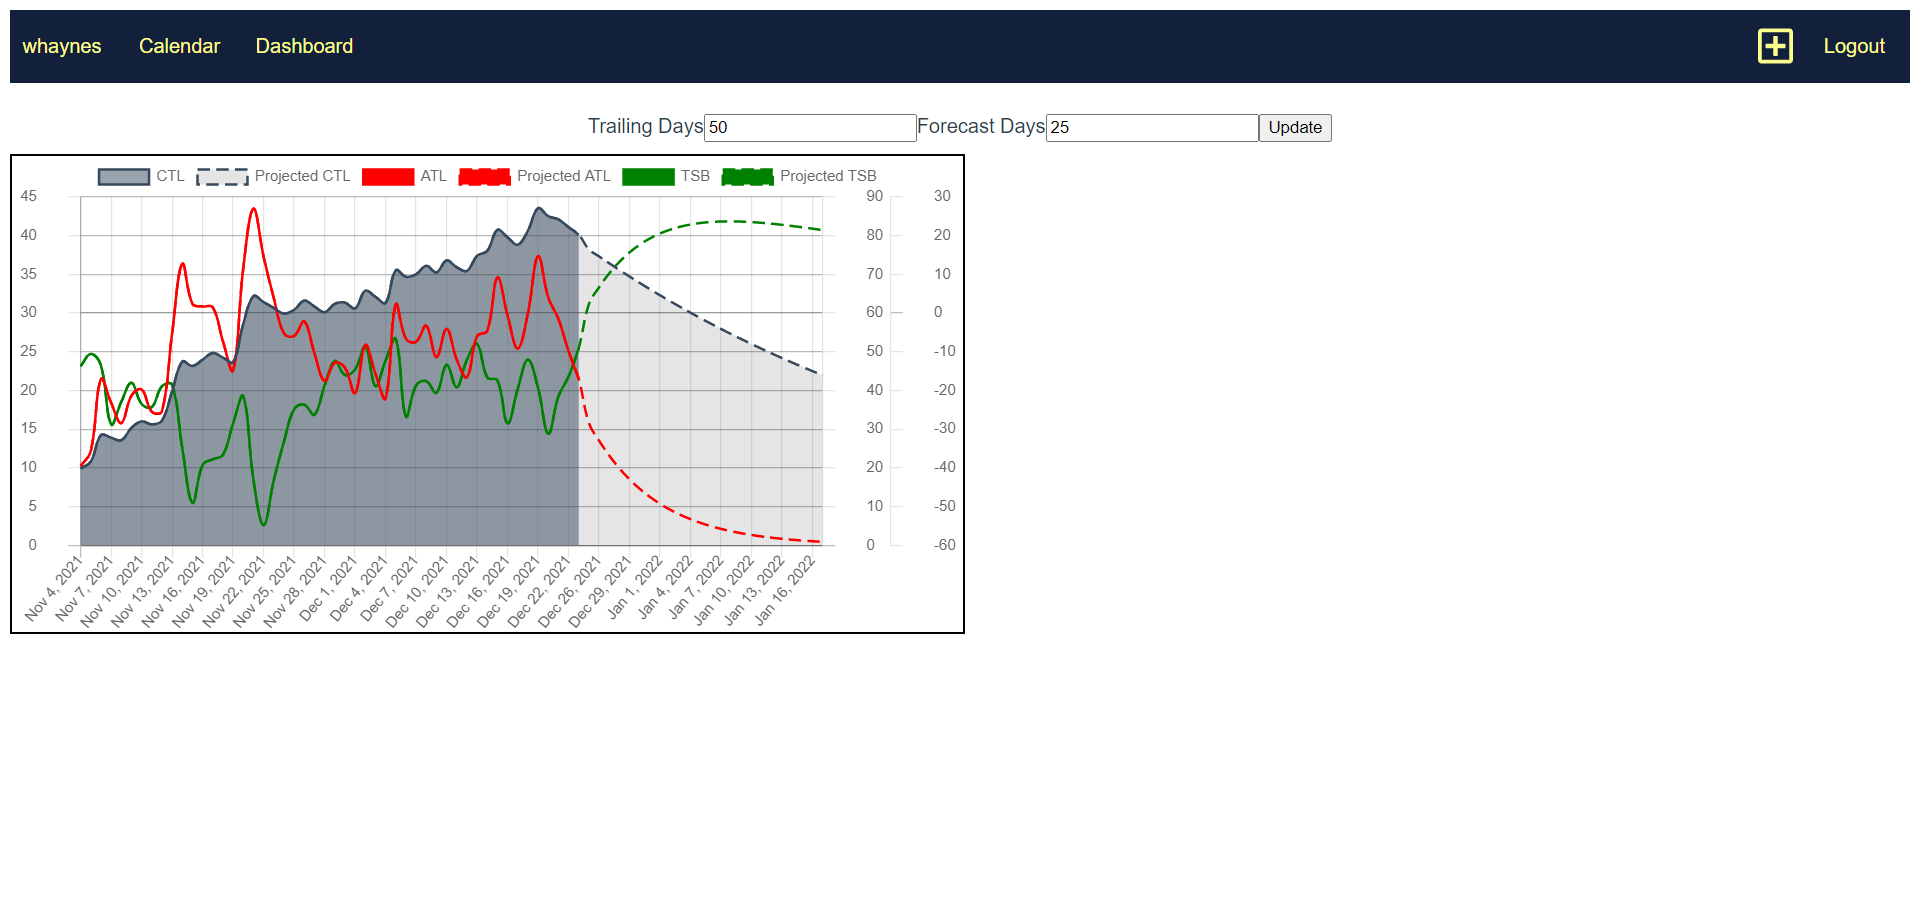 whaynes Calendar Dashboard Logout
Trailing Days 50 Forecast Days 25 Update
CTL Projected CTL ATL Projected ATL TSB Projected TSB
45 90 30
40 80 20
35 70 10
30 60 0
25 50 -10
20 40 -20
15 30 -30
10 20 -40
5 10 -50
0 0 -60
Nov 4, 2021
Nov 7, 2021
Nov 10, 2021
Nov 13, 2021
Nov 16, 2021
Nov 19, 2021
Nov 22, 2021
Nov 25, 2021
Nov 28, 2021
Dec 1, 2021
Dec 4, 2021
Dec 7, 2021
Dec 10, 2021
Dec 13, 2021
Dec 16, 2021
Dec 19, 2021
Dec 22, 2021
Dec 26, 2021
Dec 29, 2021
Jan 1, 2022
Jan 4, 2022
Jan 7, 2022
Jan 10, 2022
Jan 13, 2022
Jan 16, 2022